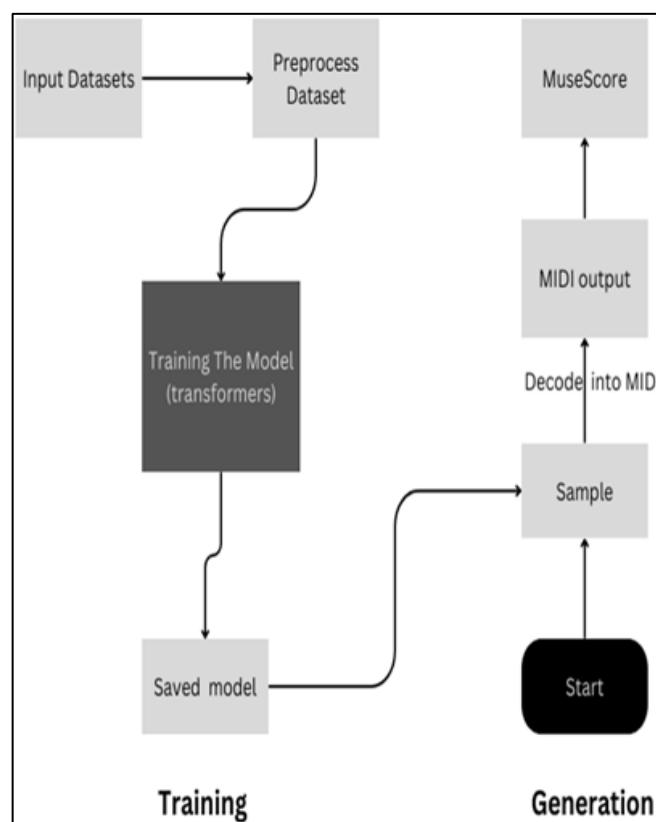 Input Datasets
Preprocess
Dataset
MuseScore
MIDI output
Training The Model
(transformers)
Decode into MID
Sample
Saved model
Start
Training
Generation